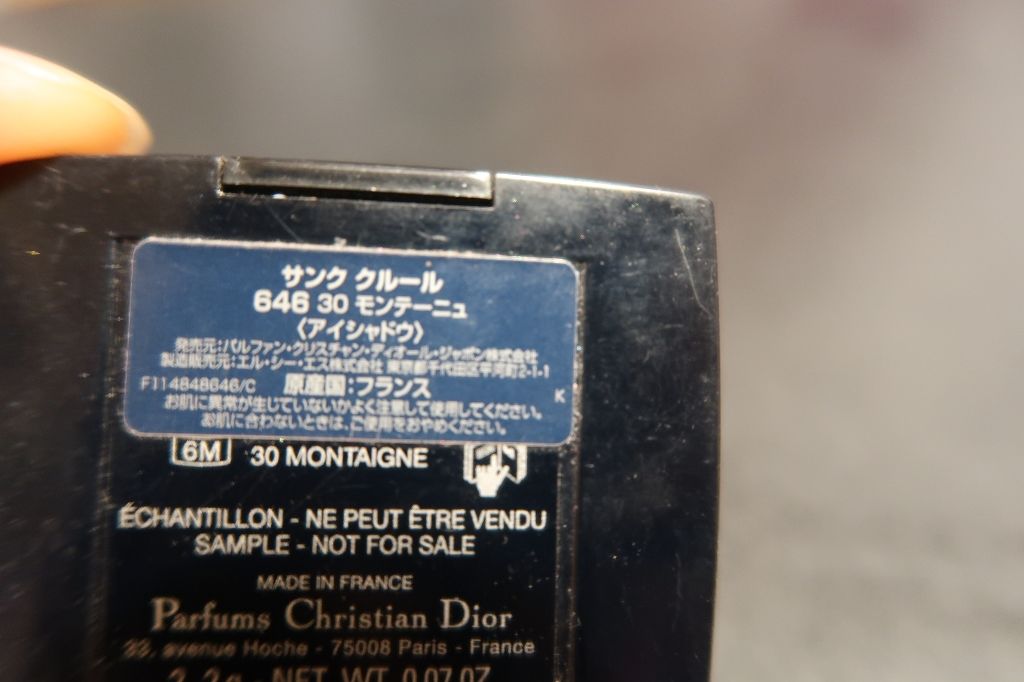 サンク クルール
646 30 モンテーニュ
〈アイシャドウ〉
発売元:パルファン・クリスチャン・ディオール・ジャポン株式会社
製造販売元:エル・シー・エス株式会社 東京都千代田区平河町2-1-1
F114848646/C 原産国:フランス K
お肌に異常が生じていないかよく注意して使用してください。
お肌に合わないときは、ご使用をおやめください。
6M 30 MONTAIGNE
ÉCHANTILLON - NE PEUT ÊTRE VENDU
SAMPLE - NOT FOR SALE
MADE IN FRANCE
Parfums Christian Dior
33, avenue Hoche - 75008 Paris - France
2,2g - NET WT. 0.07 OZ